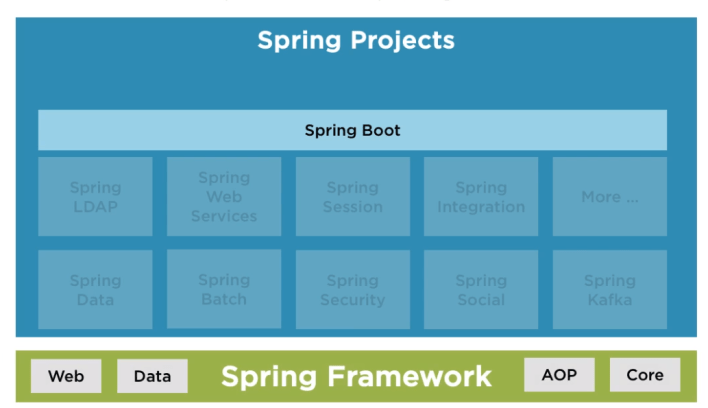 Spring Projects
Spring Boot
Spring
LDAP
Spring
Web
Services
Spring
Session
Spring
Integration
More ...
Spring
Data
Spring
Batch
Spring
Security
Spring
Social
Spring
Kafka
Web
Data
Spring Framework
AOP
Core